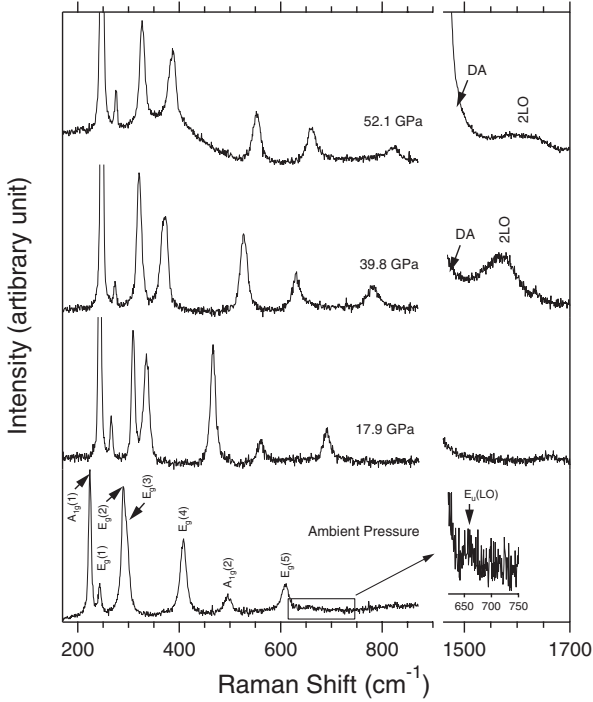 DA
2LO
52.1 GPa
DA
2LO
39.8 GPa
17.9 GPa
Intensity (artibrary unit)
A1g(1)
Eg(1)
Eg(2)
Eg(3)
Eg(4)
A1g(2)
Eg(5)
Ambient Pressure
Eu(LO)
650 700 750
200 400 600 800 1500 1700
Raman Shift (cm-1)